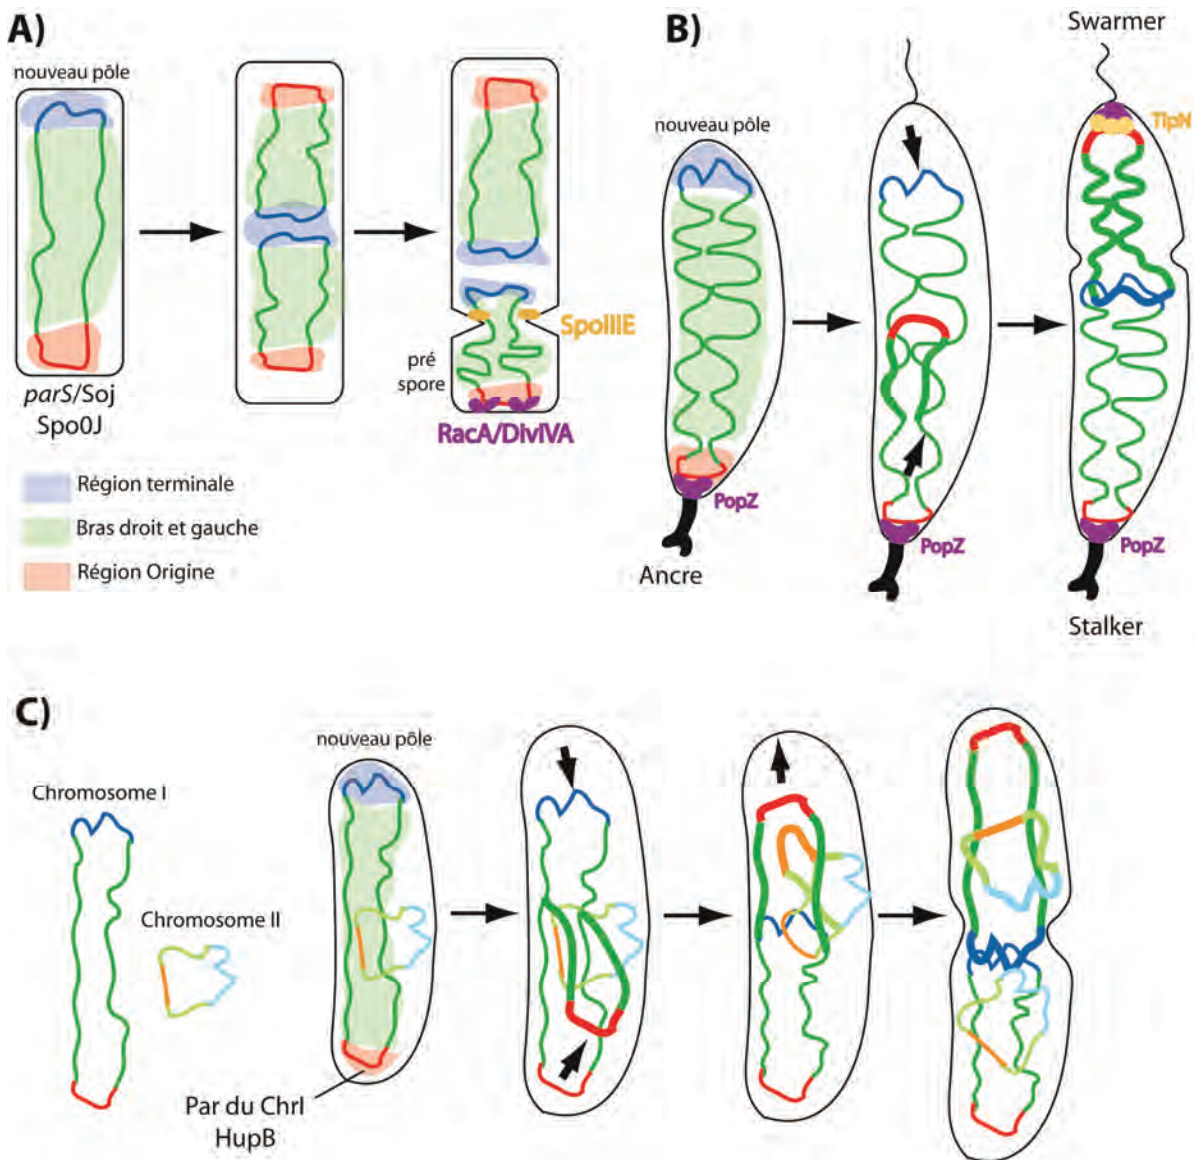 A)
nouveau pôle
parS/Soj
Spo0J
pré
spore
SpoIIIE
RacA/DivIVA
Région terminale
Bras droit et gauche
Région Origine
B)
Swarmer
nouveau pôle
TipN
PopZ
PopZ
PopZ
Ancre
Stalker
C)
nouveau pôle
Chromosome I
Chromosome II
Par du ChrI
HupB